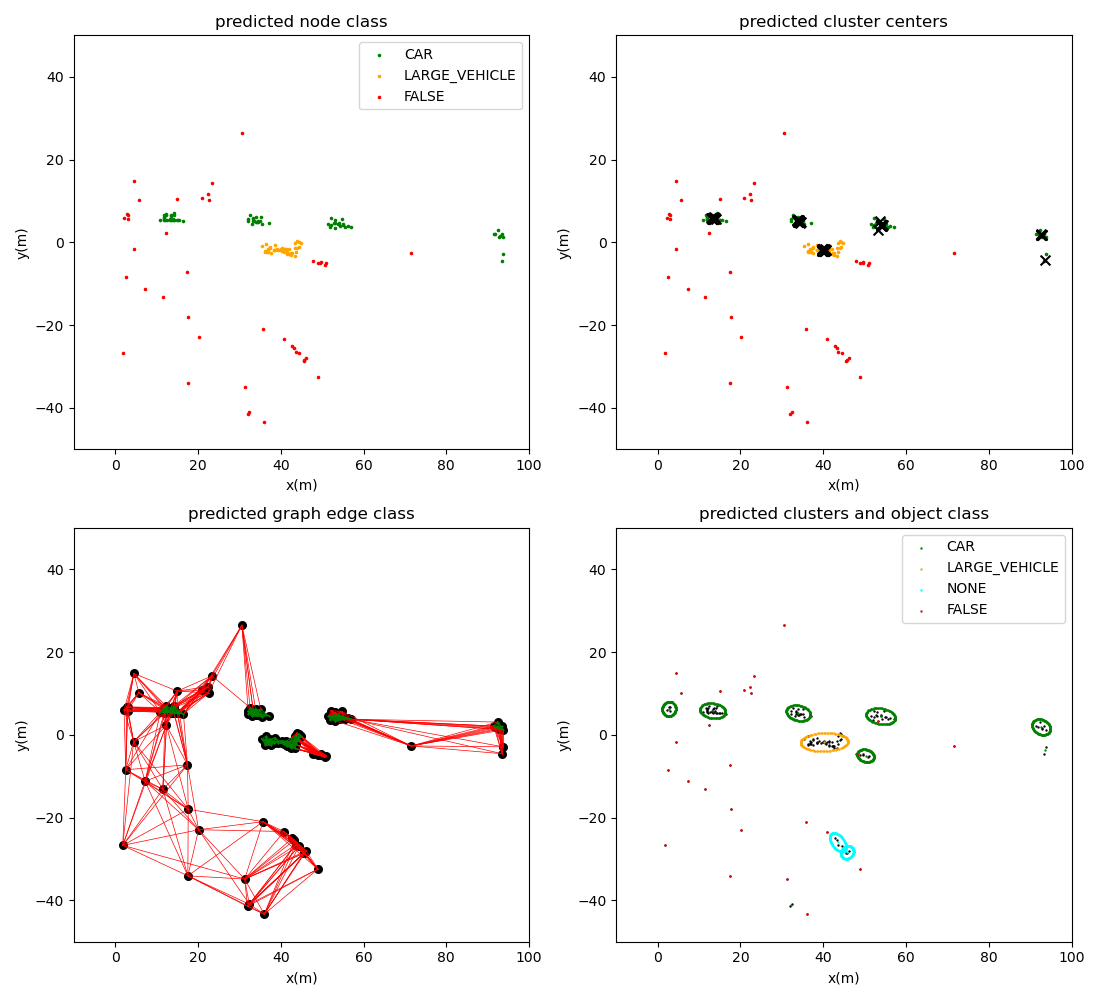 predicted node class
CAR
LARGE_VEHICLE
FALSE
40
20
0
−20
−40
y(m)
0 20 40 60 80 100
x(m)
predicted cluster centers
40
20
0
−20
−40
y(m)
0 20 40 60 80 100
x(m)
predicted graph edge class
40
20
0
−20
−40
y(m)
0 20 40 60 80 100
x(m)
predicted clusters and object class
CAR
LARGE_VEHICLE
NONE
FALSE
40
20
0
−20
−40
y(m)
0 20 40 60 80 100
x(m)